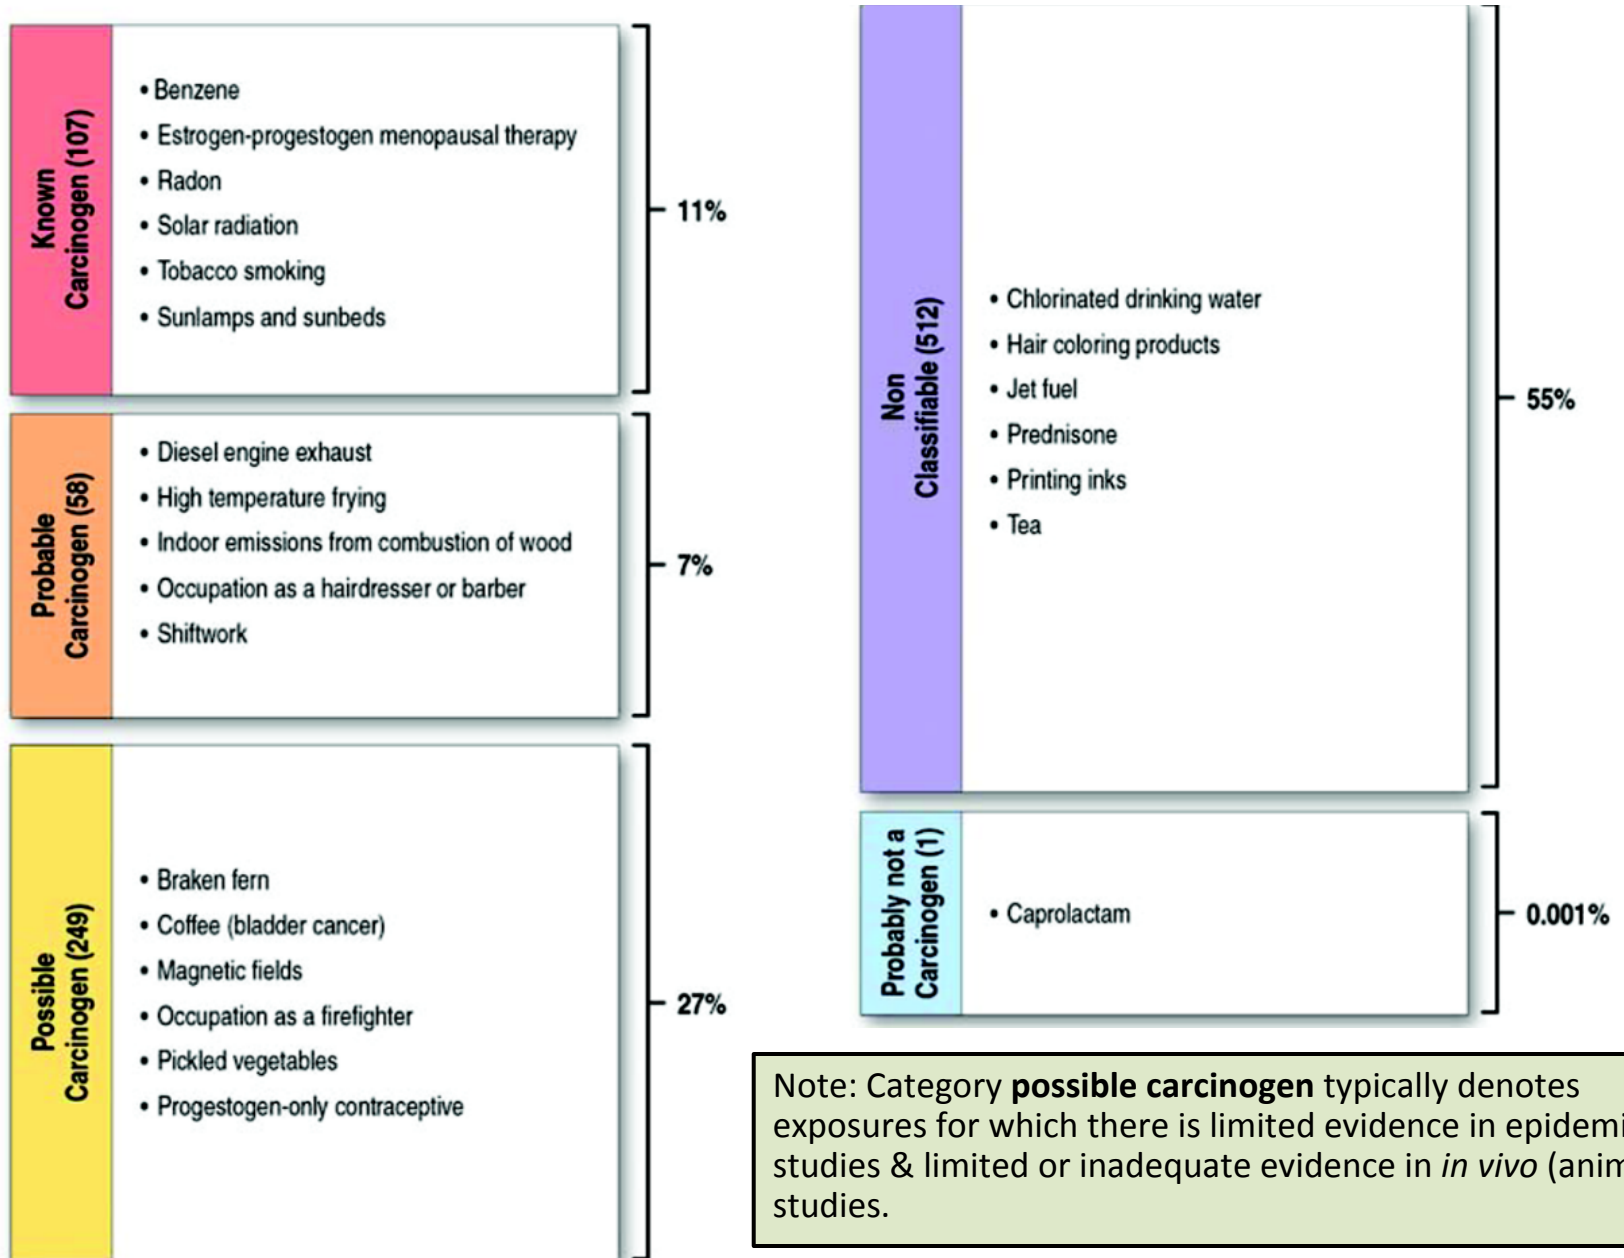 Known
Carcinogen (107)
• Benzene
• Estrogen-progestogen menopausal therapy
• Radon
• Solar radiation
• Tobacco smoking
• Sunlamps and sunbeds
11%
Probable
Carcinogen (58)
• Diesel engine exhaust
• High temperature frying
• Indoor emissions from combustion of wood
• Occupation as a hairdresser or barber
• Shiftwork
7%
Possible
Carcinogen (249)
• Braken fern
• Coffee (bladder cancer)
• Magnetic fields
• Occupation as a firefighter
• Pickled vegetables
• Progestogen-only contraceptive
27%
Non
Classifiable (512)
• Chlorinated drinking water
• Hair coloring products
• Jet fuel
• Prednisone
• Printing inks
• Tea
55%
Probably not a
Carcinogen (1)
• Caprolactam
0.001%
Note: Category possible carcinogen typically denotes
exposures for which there is limited evidence in
studies & limited or inadequate evidence in in vivo
studies.